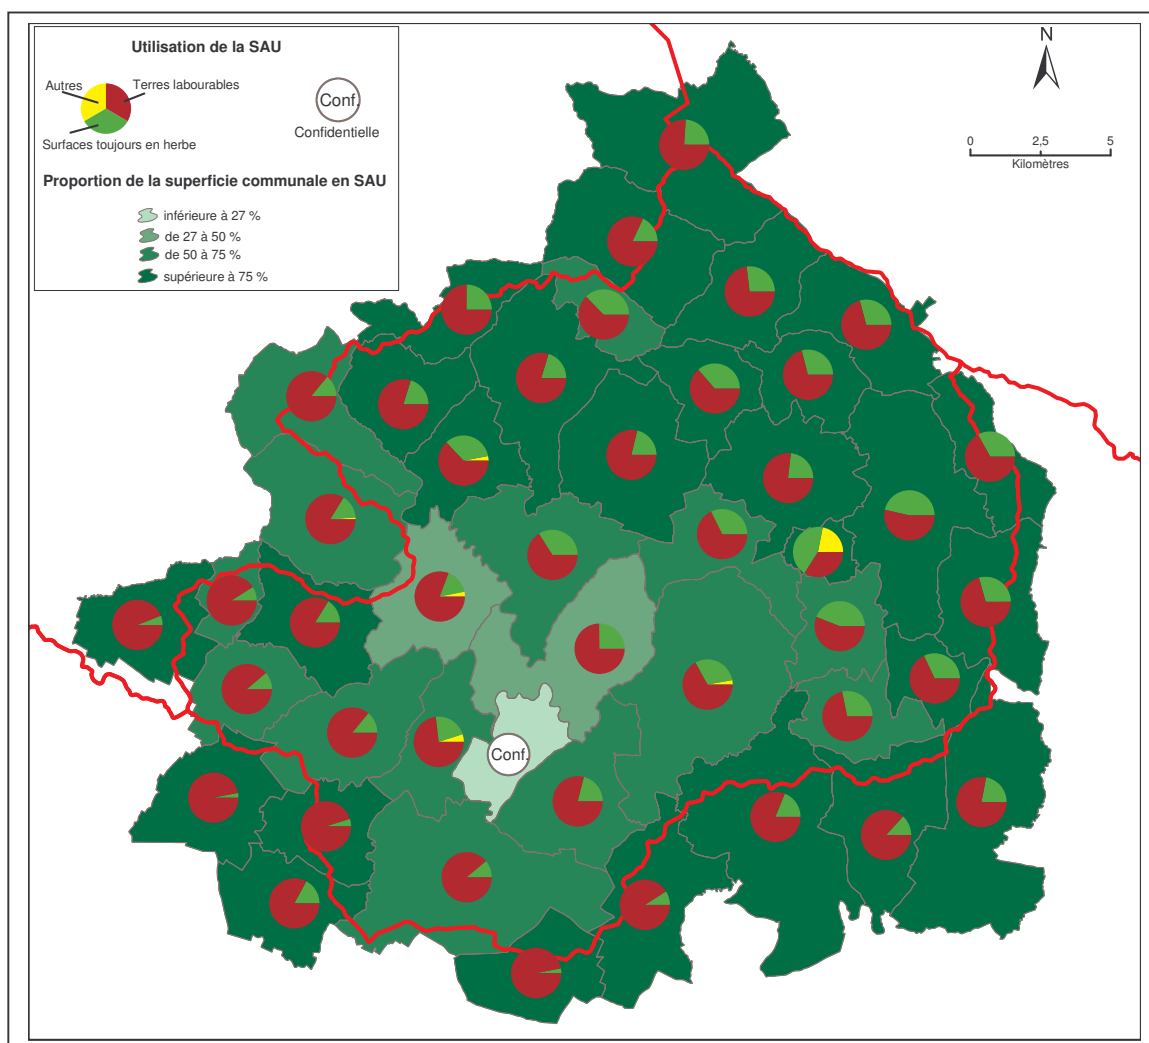 Utilisation de la SAU
Autres
Terres labourables
Surfaces toujours en herbe
Conf.
Confidentielle
Proportion de la superficie communale en SAU
inférieure à 27 %
de 27 à 50 %
de 50 à 75 %
supérieure à 75 %
N
0 2,5 5
Kilomètres
Conf.